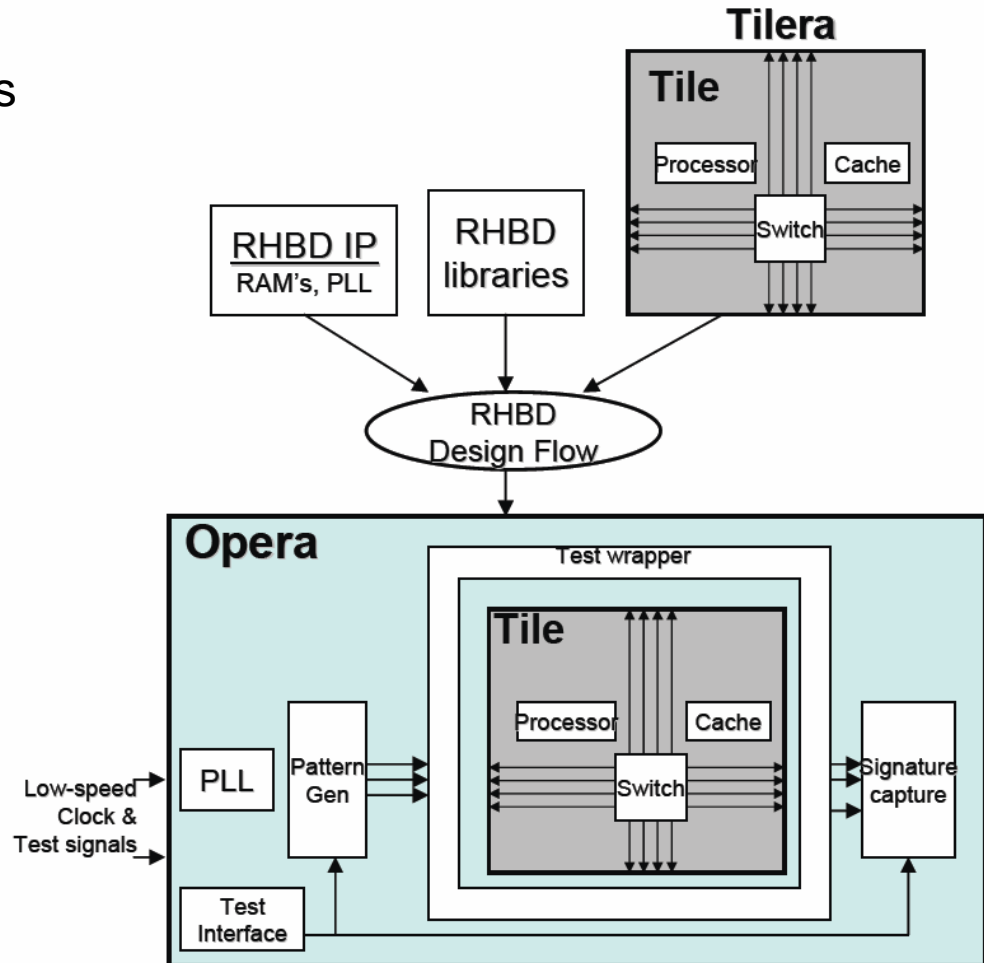 s
Tilera
Tile
Processor
Cache
Switch
RHBD IP
RAM's, PLL
RHBD
libraries
RHBD
Design Flow
Opera
Test wrapper
Tile
Processor
Cache
Switch
PLL
Pattern
Gen
Signature
capture
Low-speed
Clock &
Test signals
Test
Interface